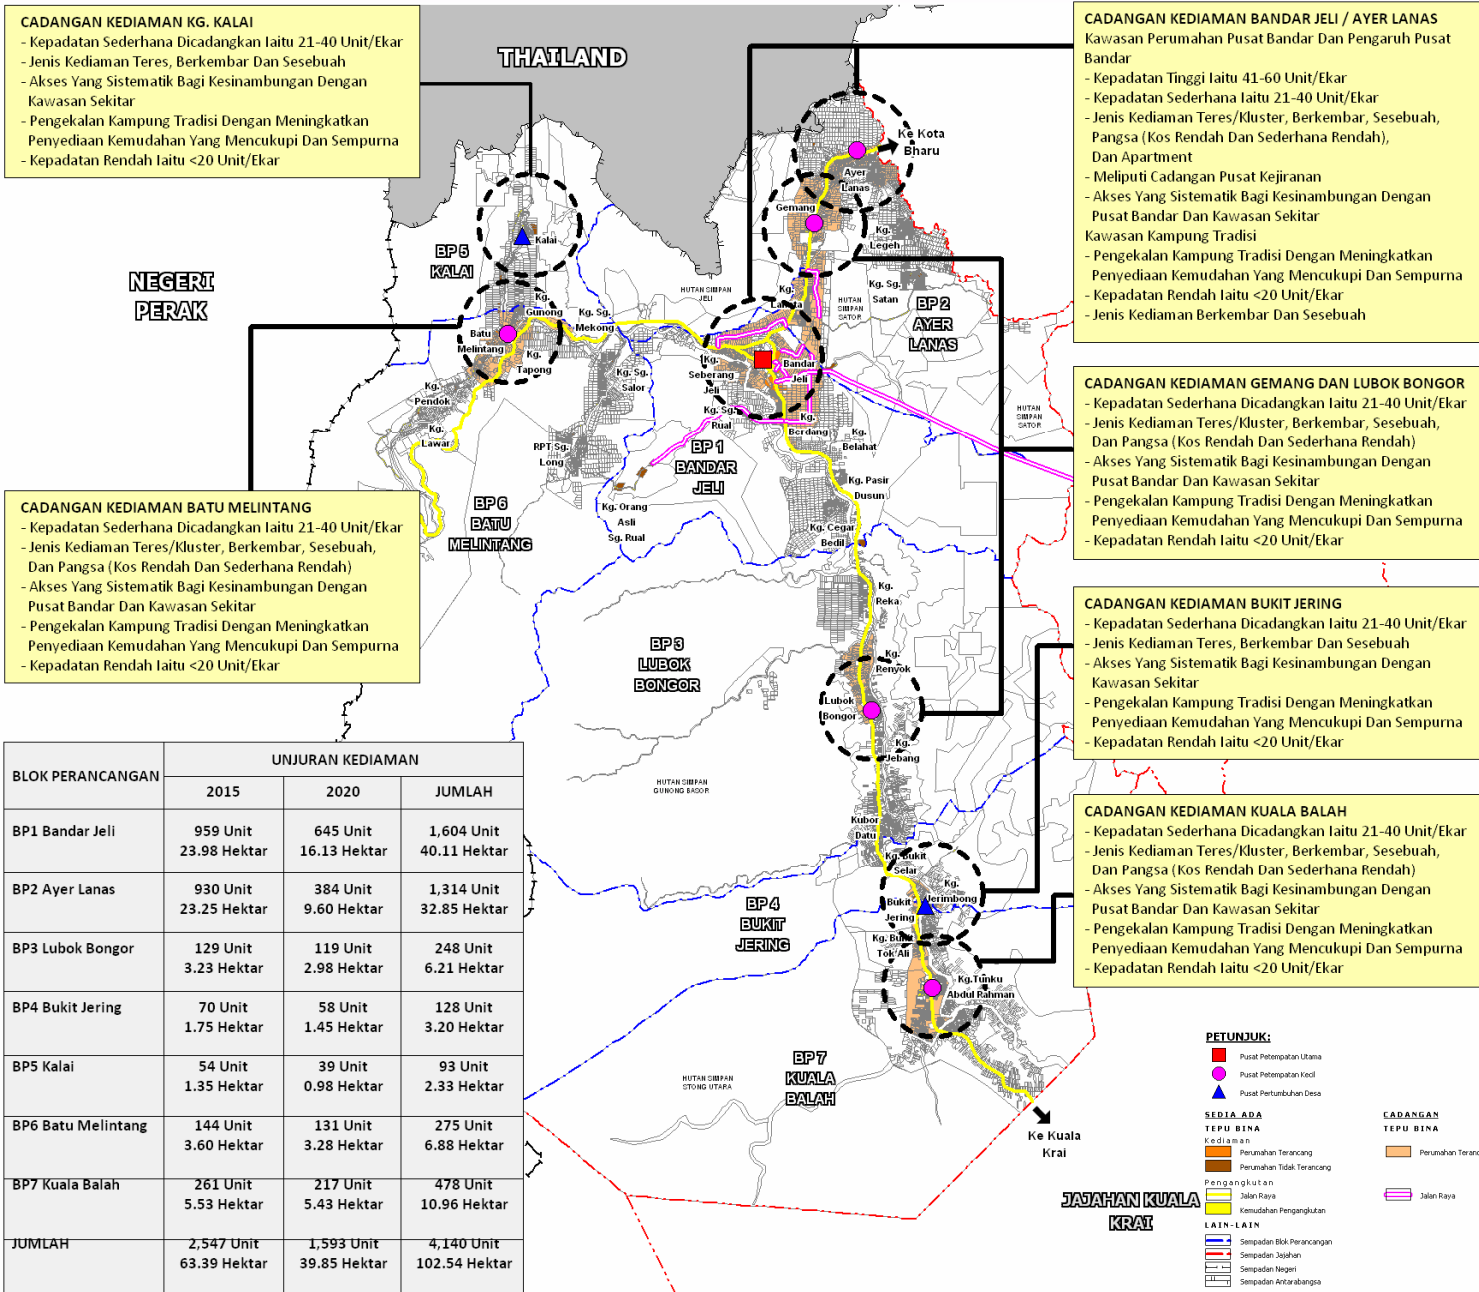 CADANGAN KEDIAMAN KG. KALAI
- Kepadatan Sederhana Dicadangkan Iaitu 21-40 Unit/Ekar
- Jenis Kediaman Teres, Berkembar Dan Sesebuah
- Akses Yang Sistematik Bagi Kesinambungan Dengan
Kawasan Sekitar
- Pengekalan Kampung Tradisi Dengan Meningkatkan
Penyediaan Kemudahan Yang Mencukupi Dan Sempurna
- Kepadatan Rendah Iaitu <20 Unit/Ekar
THAILAND
CADANGAN KEDIAMAN BANDAR JELI / AYER LANAS
Kawasan Perumahan Pusat Bandar Dan Pengaruh Pusat
Bandar
- Kepadatan Tinggi Iaitu 41-60 Unit/Ekar
- Kepadatan Sederhana Iaitu 21-40 Unit/Ekar
- Jenis Kediaman Teres/Kluster, Berkembar, Sesebuah,
Pangsa (Kos Rendah Dan Sederhana Rendah),
Dan Apartment
- Meliputi Cadangan Pusat Kejiranan
- Akses Yang Sistematik Bagi Kesinambungan Dengan
Pusat Bandar Dan Kawasan Sekitar
Kawasan Kampung Tradisi
- Pengekalan Kampung Tradisi Dengan Meningkatkan
Penyediaan Kemudahan Yang Mencukupi Dan Sempurna
- Kepadatan Rendah Iaitu <20 Unit/Ekar
- Jenis Kediaman Berkembar Dan Sesebuah
Ke Kota
Bharu
Ayer
Lanas
Gemang
Kg.
Legeh
Kalai
BP 5
KALAI
NEGERI
PERAK
HUTAN SIMPAN
JELI
Kg.
Lakota
HUTAN
SIMPAN
SATOR
Kg. Sg.
Satan
BP 2
AYER
LANAS
Kg.
Gunong
Kg. Sg.
Mekong
Batu
Melintang
Kg.
Tapong
Kg. Sg.
Salor
Kg.
Seberang
Jeli
Bandar
Jeli
Kg.
Pendok
Kg.
Lawar
Kg. Sg.
Rual
Kg.
Berdang
Kg.
Belahat
HUTAN
SIMPAN
SATOR
RPT Sg.
Long
BP 1
BANDAR
JELI
Kg. Pasir
Dusun
BP 6
BATU
MELINTANG
Kg. Orang
Asli
Sg. Rual
Kg. Cegar
Bedil
CADANGAN KEDIAMAN GEMANG DAN LUBOK BONGOR
- Kepadatan Sederhana Dicadangkan Iaitu 21-40 Unit/Ekar
- Jenis Kediaman Teres/Kluster, Berkembar, Sesebuah,
Dan Pangsa (Kos Rendah Dan Sederhana Rendah)
- Akses Yang Sistematik Bagi Kesinambungan Dengan
Pusat Bandar Dan Kawasan Sekitar
- Pengekalan Kampung Tradisi Dengan Meningkatkan
Penyediaan Kemudahan Yang Mencukupi Dan Sempurna
- Kepadatan Rendah Iaitu <20 Unit/Ekar
CADANGAN KEDIAMAN BATU MELINTANG
- Kepadatan Sederhana Dicadangkan Iaitu 21-40 Unit/Ekar
- Jenis Kediaman Teres/Kluster, Berkembar, Sesebuah,
Dan Pangsa (Kos Rendah Dan Sederhana Rendah)
- Akses Yang Sistematik Bagi Kesinambungan Dengan
Pusat Bandar Dan Kawasan Sekitar
- Pengekalan Kampung Tradisi Dengan Meningkatkan
Penyediaan Kemudahan Yang Mencukupi Dan Sempurna
- Kepadatan Rendah Iaitu <20 Unit/Ekar
Kg.
Reka
BP 3
LUBOK
BONGOR
Kg.
Renyok
Lubok
Bongor
Kg.
Jebang
CADANGAN KEDIAMAN BUKIT JERING
- Kepadatan Sederhana Dicadangkan Iaitu 21-40 Unit/Ekar
- Jenis Kediaman Teres, Berkembar Dan Sesebuah
- Akses Yang Sistematik Bagi Kesinambungan Dengan
Kawasan Sekitar
- Pengekalan Kampung Tradisi Dengan Meningkatkan
Penyediaan Kemudahan Yang Mencukupi Dan Sempurna
- Kepadatan Rendah Iaitu <20 Unit/Ekar
HUTAN SIMPAN
GUNONG BASOR
Kubor
Datu
Kg. Bukit
Selar
Kg.
Jerimbong
Bukit
Jering
BP 4
BUKIT
JERING
Kg. Bukit
Tok Ali
Kg.Tunku
Abdul Rahman
CADANGAN KEDIAMAN KUALA BALAH
- Kepadatan Sederhana Dicadangkan Iaitu 21-40 Unit/Ekar
- Jenis Kediaman Teres/Kluster, Berkembar, Sesebuah,
Dan Pangsa (Kos Rendah Dan Sederhana Rendah)
- Akses Yang Sistematik Bagi Kesinambungan Dengan
Pusat Bandar Dan Kawasan Sekitar
- Pengekalan Kampung Tradisi Dengan Meningkatkan
Penyediaan Kemudahan Yang Mencukupi Dan Sempurna
- Kepadatan Rendah Iaitu <20 Unit/Ekar
BP 7
KUALA
BALAH
HUTAN SIMPAN
STONG UTARA
Ke Kuala
Krai
JAJAHAN KUALA
KRAI
BLOK PERANCANGAN UNJURAN KEDIAMAN
2015 2020 JUMLAH
BP1 Bandar Jeli 959 Unit 645 Unit 1,604 Unit
23.98 Hektar 16.13 Hektar 40.11 Hektar
BP2 Ayer Lanas 930 Unit 384 Unit 1,314 Unit
23.25 Hektar 9.60 Hektar 32.85 Hektar
BP3 Lubok Bongor 129 Unit 119 Unit 248 Unit
3.23 Hektar 2.98 Hektar 6.21 Hektar
BP4 Bukit Jering 70 Unit 58 Unit 128 Unit
1.75 Hektar 1.45 Hektar 3.20 Hektar
BP5 Kalai 54 Unit 39 Unit 93 Unit
1.35 Hektar 0.98 Hektar 2.33 Hektar
BP6 Batu Melintang 144 Unit 131 Unit 275 Unit
3.60 Hektar 3.28 Hektar 6.88 Hektar
BP7 Kuala Balah 261 Unit 217 Unit 478 Unit
5.53 Hektar 5.43 Hektar 10.96 Hektar
JUMLAH 2,547 Unit 1,593 Unit 4,140 Unit
63.39 Hektar 39.85 Hektar 102.54 Hektar
PETUNJUK:
Pusat Petempatan Utama
Pusat Petempatan Kecil
Pusat Pertumbuhan Desa
SEDIA ADA CADANGAN
TEPU BINA TEPU BINA
Kediaman
Perumahan Terancang Perumahan Teranc
Perumahan Tidak Terancang
Pengangkutan
Jalan Raya Jalan Raya
Kemudahan Pengangkutan
LAIN-LAIN
Sempadan Blok Perancangan
Sempadan Jajahan
Sempadan Negeri
Sempadan Antarabangsa